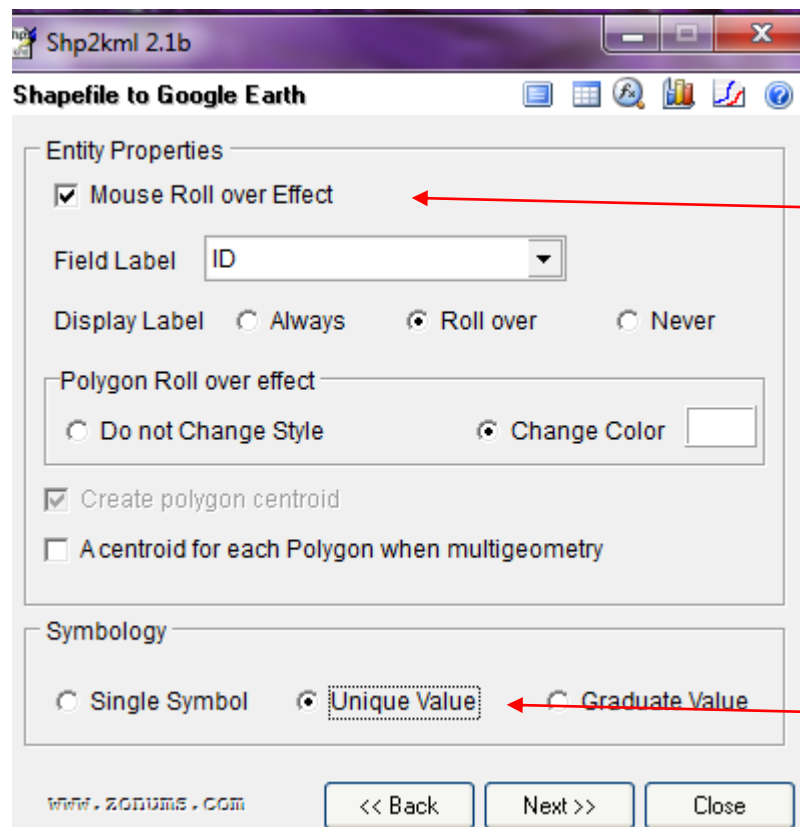 Shp2kml 2.1b
Shapefile to Google Earth
Entity Properties
Mouse Roll over Effect
Field Label ID
Display Label Always Roll over Never
Polygon Roll over effect
Do not Change Style Change Color
Create polygon centroid
A centroid for each Polygon when multigeometry
Symbology
Single Symbol Unique Value Graduate Value
www.zonums.com << Back Next >> Close